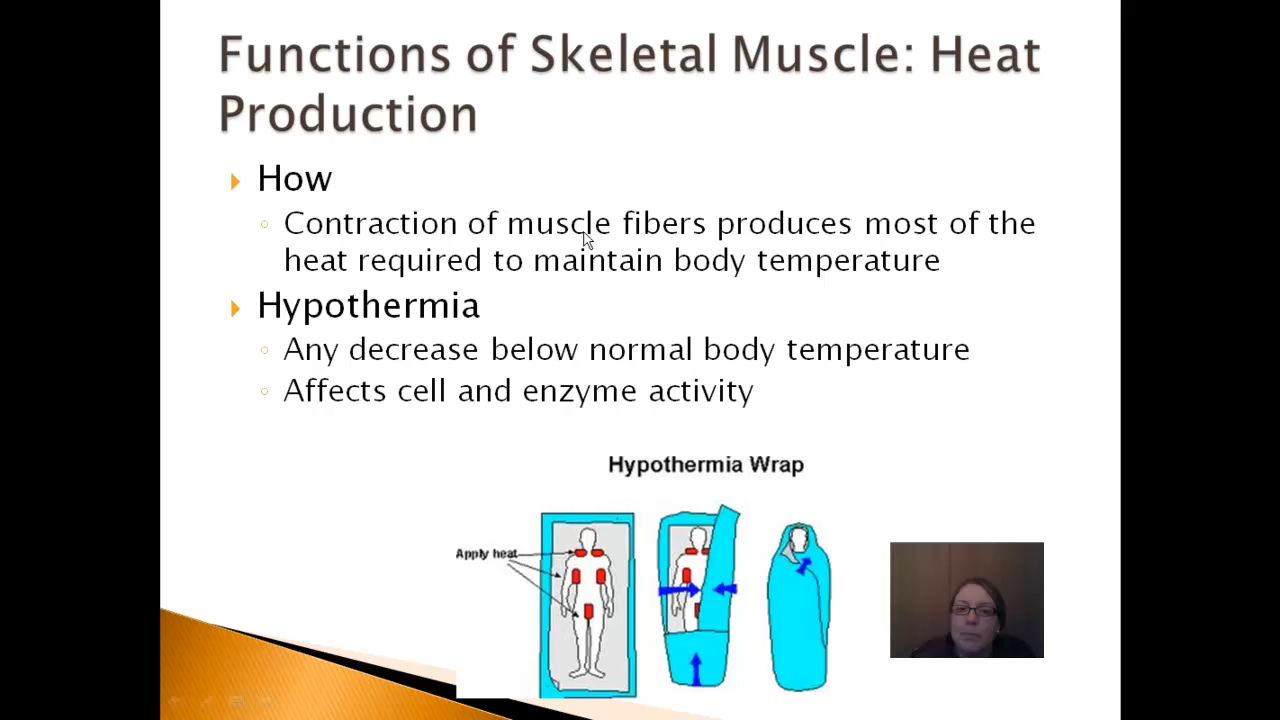 Functions of Skeletal Muscle: Heat
Production
How
Contraction of muscle fibers produces most of the
heat required to maintain body temperature
Hypothermia
Any decrease below normal body temperature
Affects cell and enzyme activity
Hypothermia Wrap
Apply heat